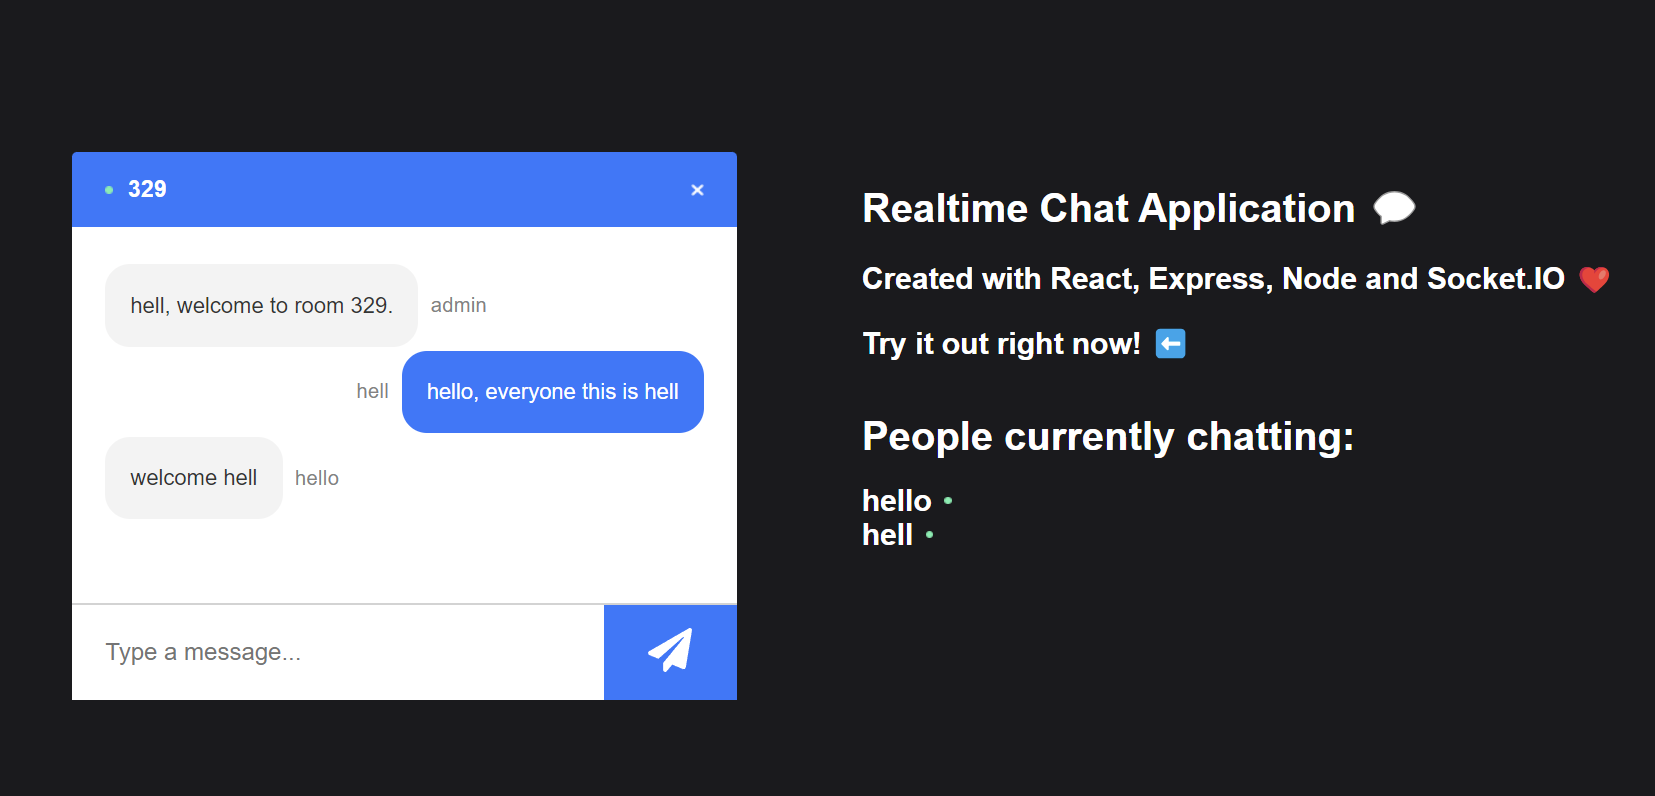 329
hell, welcome to room 329.
admin
hell
hello, everyone this is hell
welcome hell
hello
Type a message...
Realtime Chat Application 💬
Created with React, Express, Node and Socket.IO ❤️
Try it out right now! ⬅️
People currently chatting:
hello
hell